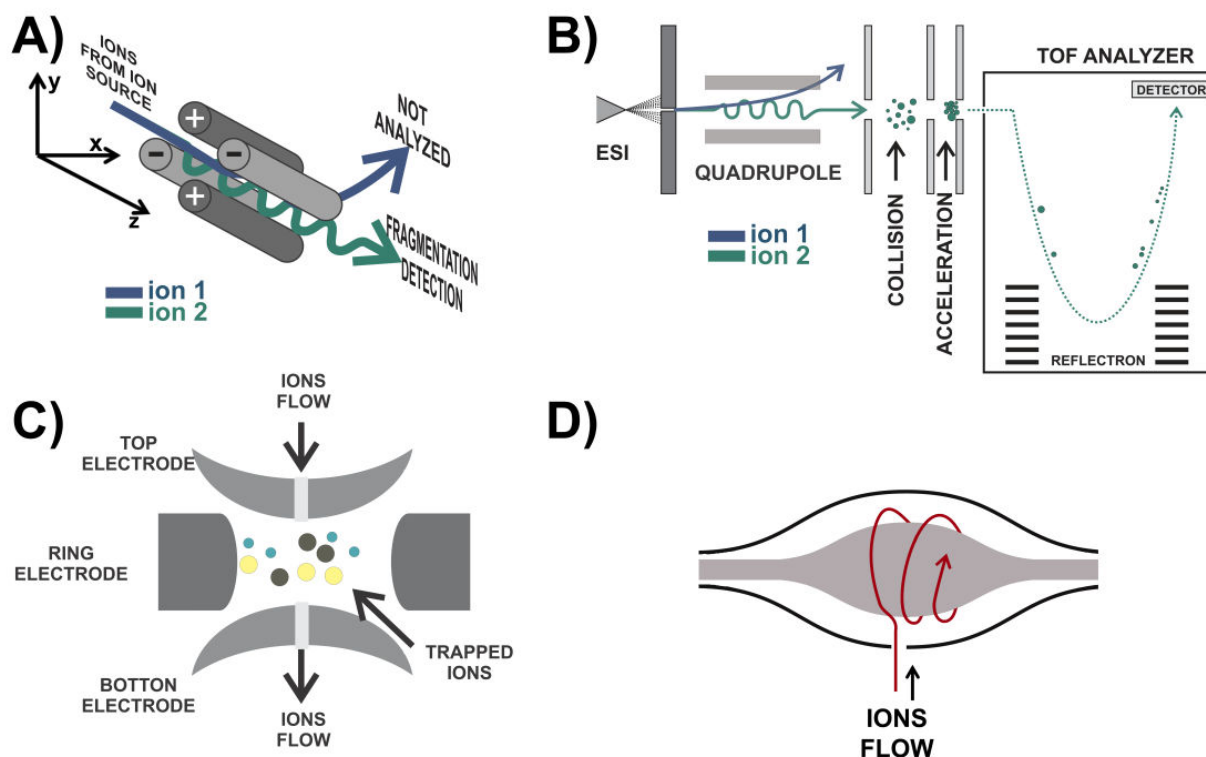 A)
IONS
FROM ION
SOURCE
y
x
z
+
−
−
+
NOT
ANALYZED
FRAGMENTATION
DETECTION
ion 1
ion 2
B)
ESI
QUADRUPOLE
ion 1
ion 2
COLLISION
ACCELERATION
TOF ANALYZER
DETECTOR
REFLECTRON
C)
IONS
FLOW
TOP
ELECTRODE
RING
ELECTRODE
BOTTON
ELECTRODE
TRAPPED
IONS
IONS
FLOW
D)
IONS
FLOW